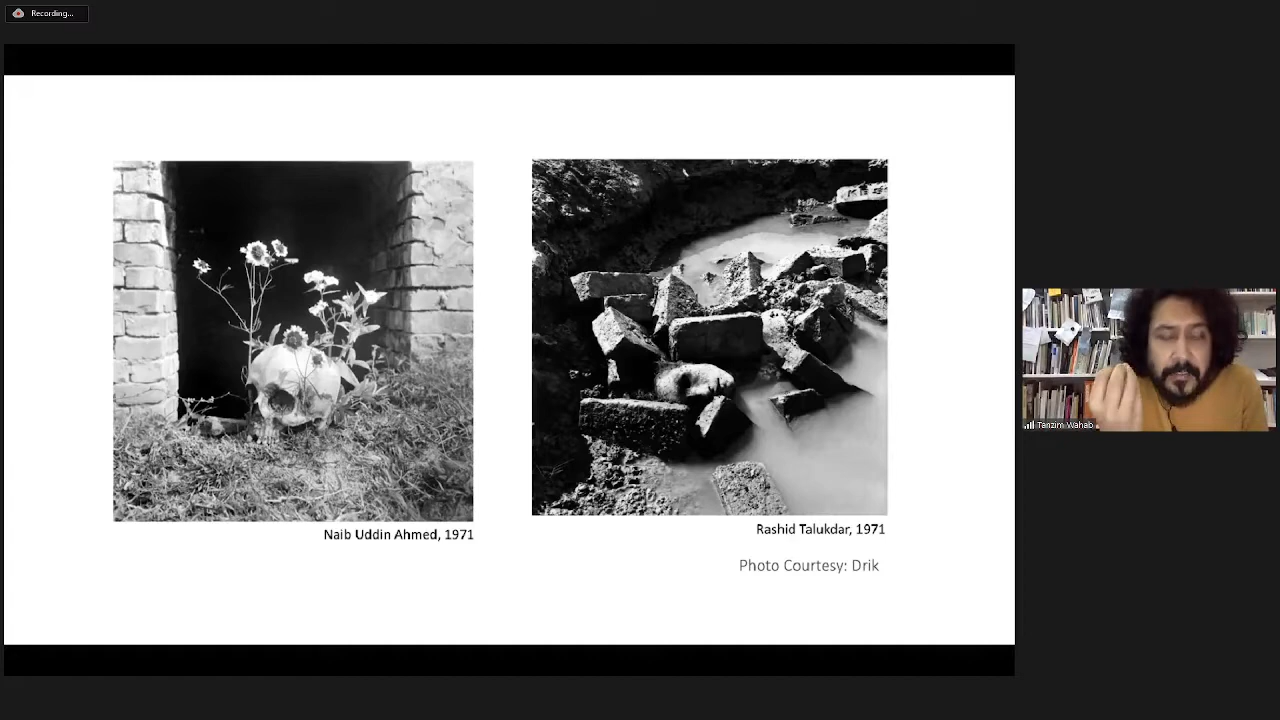 Recording...
Naib Uddin Ahmed, 1971
Rashid Talukdar, 1971
Photo Courtesy: Drik
Tanzim Wahab